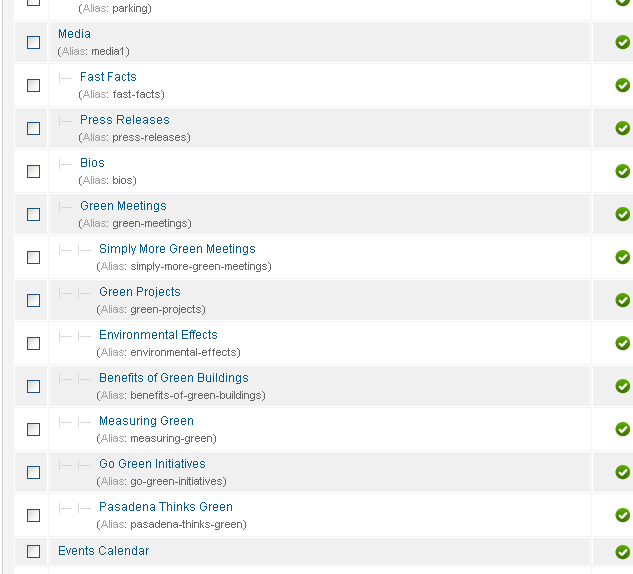 (Alias: parking)
Media
(Alias: media1)
Fast Facts
(Alias: fast-facts)
Press Releases
(Alias: press-releases)
Bios
(Alias: bios)
Green Meetings
(Alias: green-meetings)
Simply More Green Meetings
(Alias: simply-more-green-meetings)
Green Projects
(Alias: green-projects)
Environmental Effects
(Alias: environmental-effects)
Benefits of Green Buildings
(Alias: benefits-of-green-buildings)
Measuring Green
(Alias: measuring-green)
Go Green Initiatives
(Alias: go-green-initiatives)
Pasadena Thinks Green
(Alias: pasadena-thinks-green)
Events Calendar